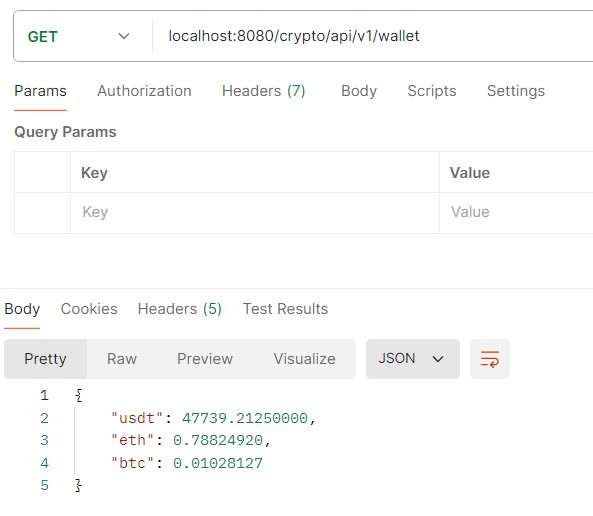 GET localhost:8080/crypto/api/v1/wallet
Params Authorization Headers (7) Body Scripts Settings
Query Params
Key Value
Key Value
Body Cookies Headers (5) Test Results
Pretty Raw Preview Visualize JSON
1 {
2 "usdt": 47739.21250000,
3 "eth": 0.78824920,
4 "btc": 0.01028127
5 }